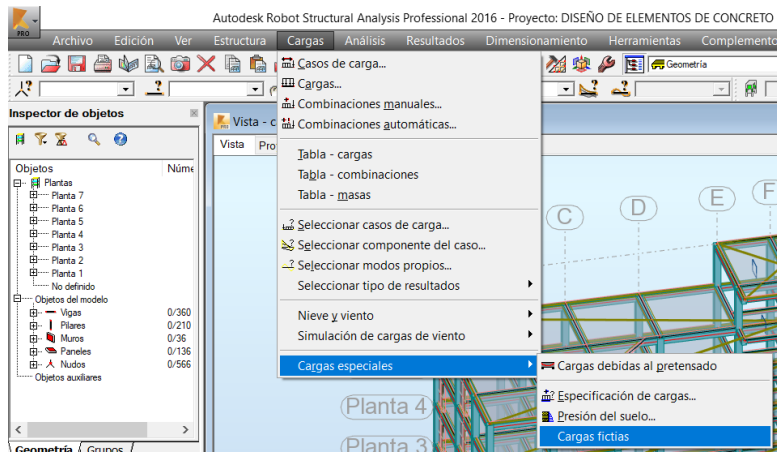 Autodesk Robot Structural Analysis Professional 2016 - Proyecto: DISEÑO DE ELEMENTOS DE CONCRETO
PRO
Archivo Edición Ver Estructura Cargas Análisis Resultados Dimensionamiento Herramientas Complemento
Geometría
Inspector de objetos
Vista - c
Vista Pro
Objetos Núme
Plantas
Planta 7
Planta 6
Planta 5
Planta 4
Planta 3
Planta 2
Planta 1
No definido
Objetos del modelo
Vigas 0/360
Pilares 0/210
Muros 0/36
Paneles 0/136
Nudos 0/566
Objetos auxiliares
Geometría Grupos
Casos de carga...
Cargas...
Combinaciones manuales...
Combinaciones automáticas...
Tabla - cargas
Tabla - combinaciones
Tabla - masas
Seleccionar casos de carga...
Seleccionar componente del caso...
Seleccionar modos propios...
Seleccionar tipo de resultados
Nieve y viento
Simulación de cargas de viento
Cargas especiales
Cargas debidas al pretensado
Especificación de cargas...
Presión del suelo...
Cargas fictias
C D E F
Planta 4
Planta 3